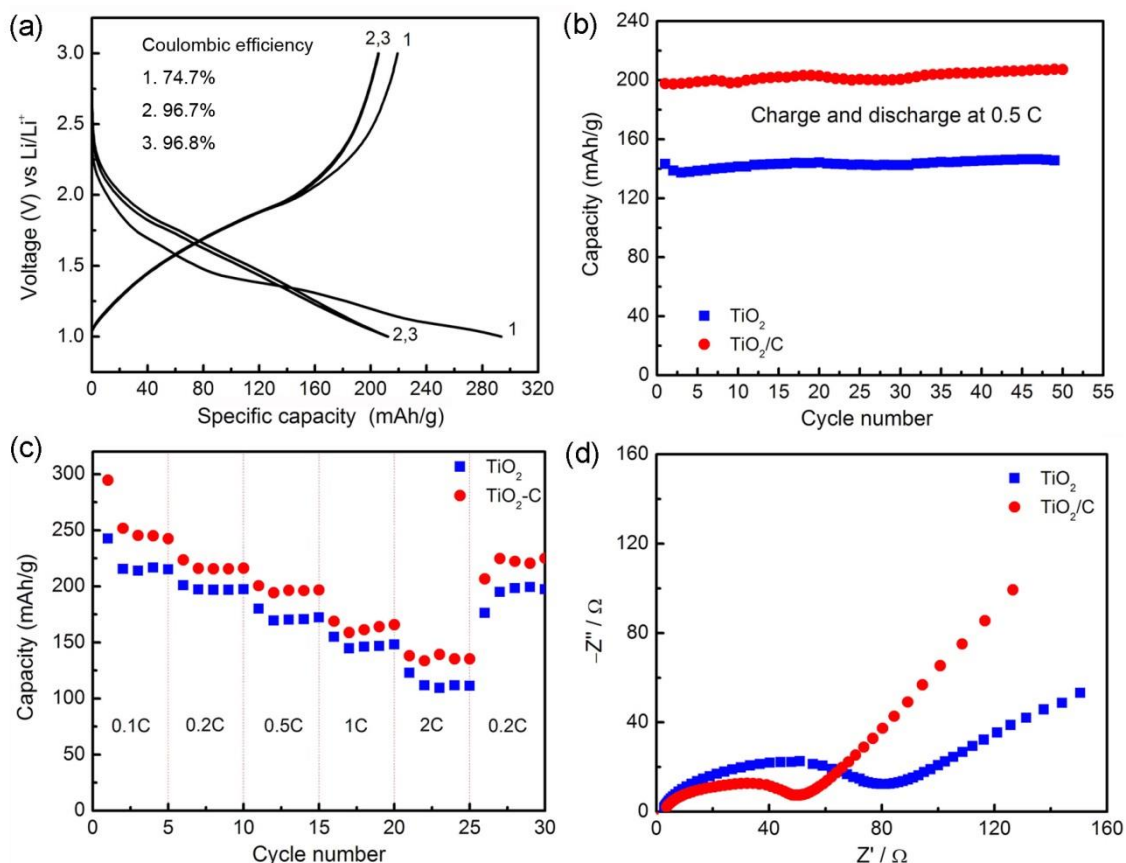 (a)
Coulombic efficiency
1. 74.7%
2. 96.7%
3. 96.8%
2,3
1
2,3
1
3.0
2.5
2.0
1.5
1.0
Voltage (V) vs Li/Li⁺
0 40 80 120 160 200 240 280 320
Specific capacity (mAh/g)
(b)
240
200
160
120
80
40
0
Capacity (mAh/g)
Charge and discharge at 0.5 C
TiO₂
TiO₂/C
0 5 10 15 20 25 30 35 40 45 50 55
Cycle number
(c)
300
250
200
150
100
50
0
Capacity (mAh/g)
TiO₂
TiO₂-C
0.1C 0.2C 0.5C 1C 2C 0.2C
0 5 10 15 20 25 30
Cycle number
(d)
160
120
80
40
0
−Z'' / Ω
TiO₂
TiO₂/C
0 40 80 120 160
Z' / Ω